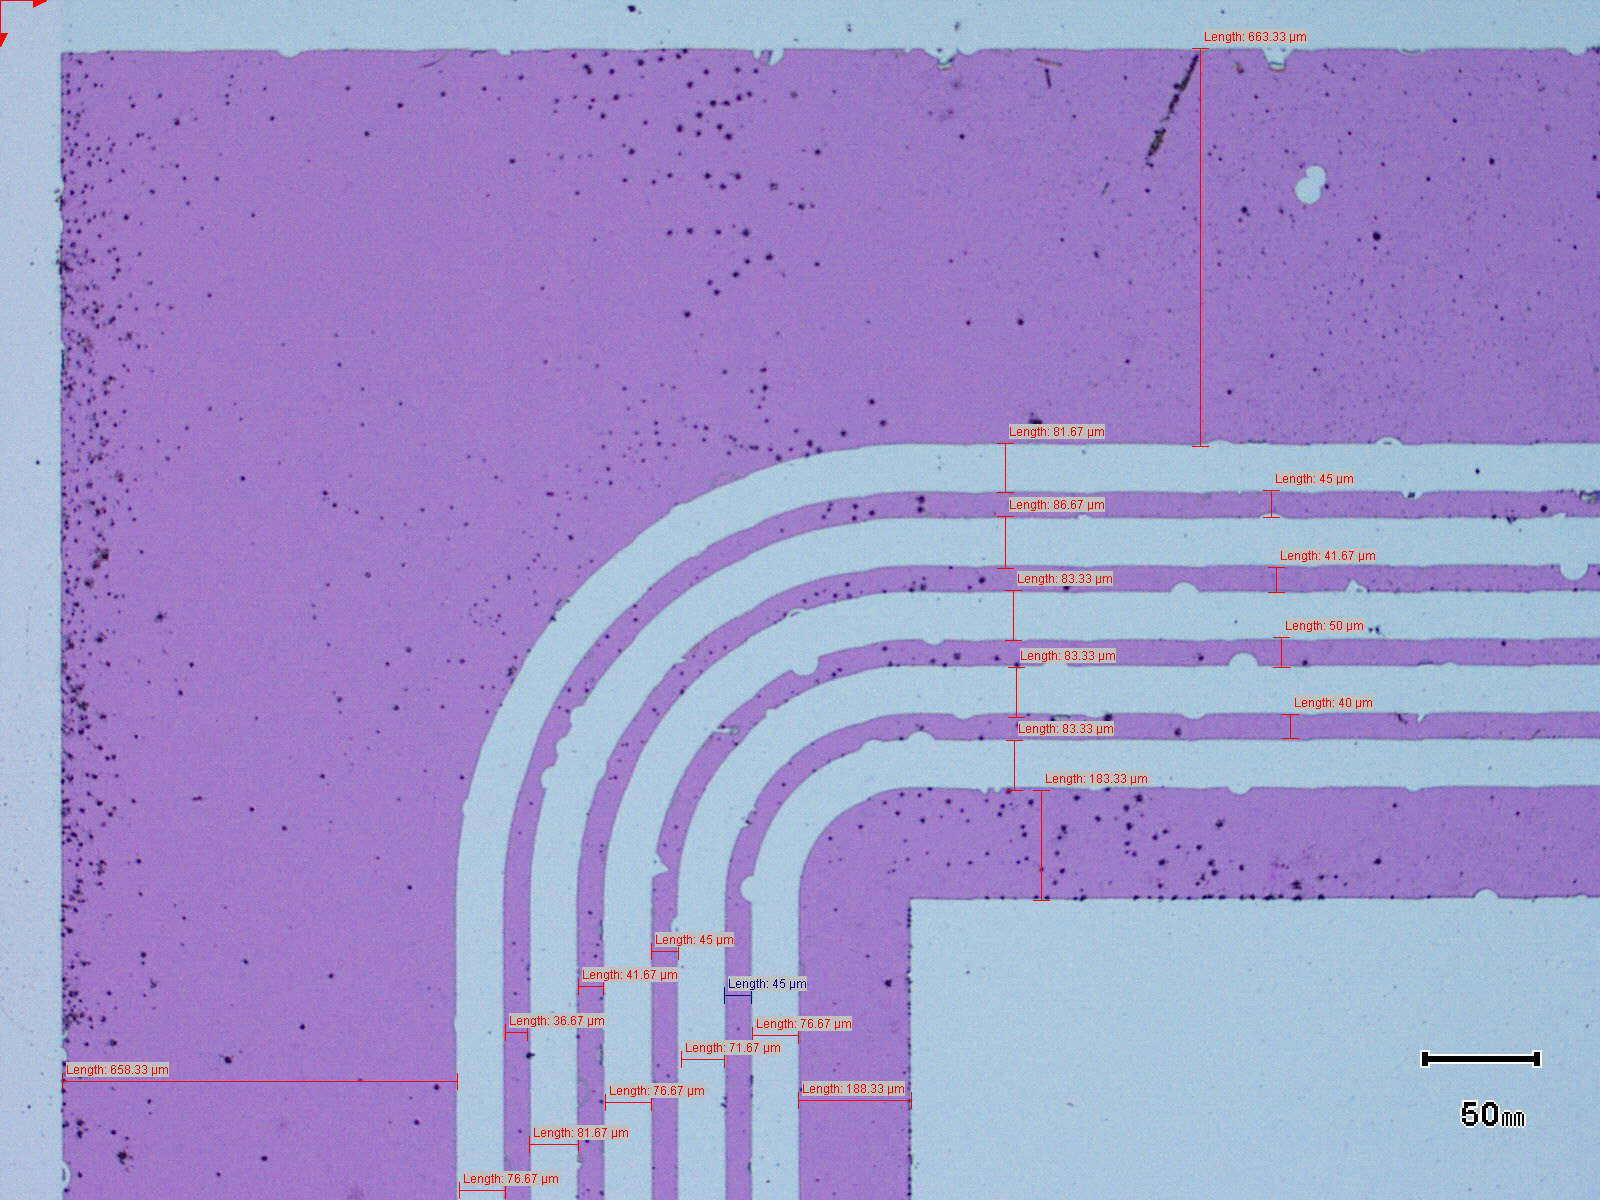 Length: 663.33 µm
Length: 81.67 µm
Length: 45 µm
Length: 86.67 µm
Length: 41.67 µm
Length: 83.33 µm
Length: 50 µm
Length: 83.33 µm
Length: 40 µm
Length: 83.33 µm
Length: 183.33 µm
Length: 45 µm
Length: 41.67 µm
Length: 45 µm
Length: 36.67 µm
Length: 76.67 µm
Length: 71.67 µm
Length: 658.33 µm
Length: 76.67 µm
Length: 188.33 µm
50mm
Length: 81.67 µm
Length: 76.67 µm